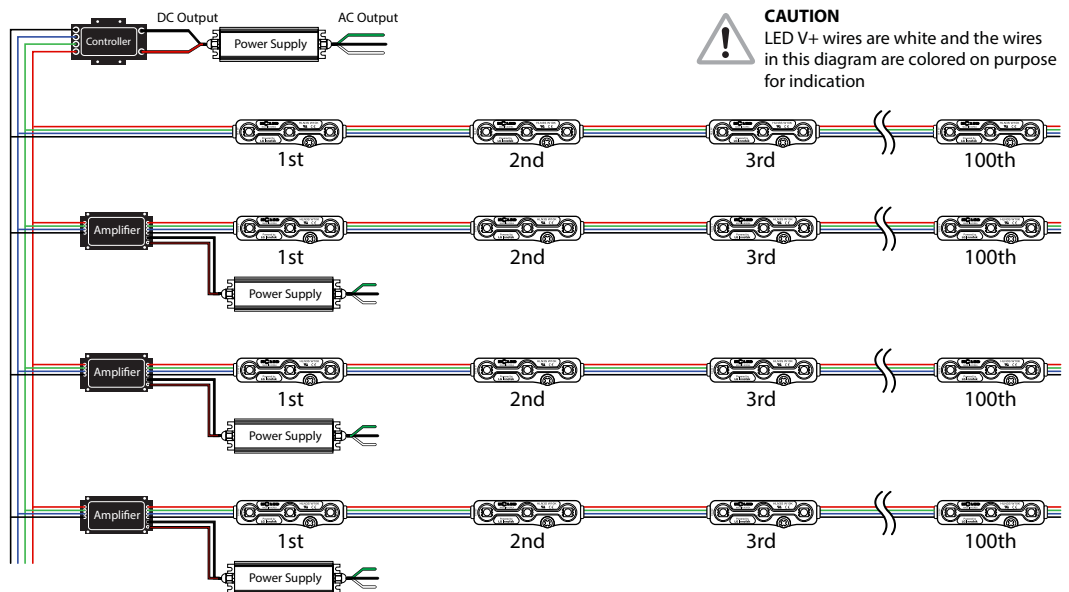 DC Output
AC Output
Controller
Power Supply
CAUTION
LED V+ wires are white and the wires
in this diagram are colored on purpose
for indication
1st
2nd
3rd
100th
Amplifier
1st
2nd
3rd
100th
Power Supply
Amplifier
1st
2nd
3rd
100th
Power Supply
Amplifier
1st
2nd
3rd
100th
Power Supply